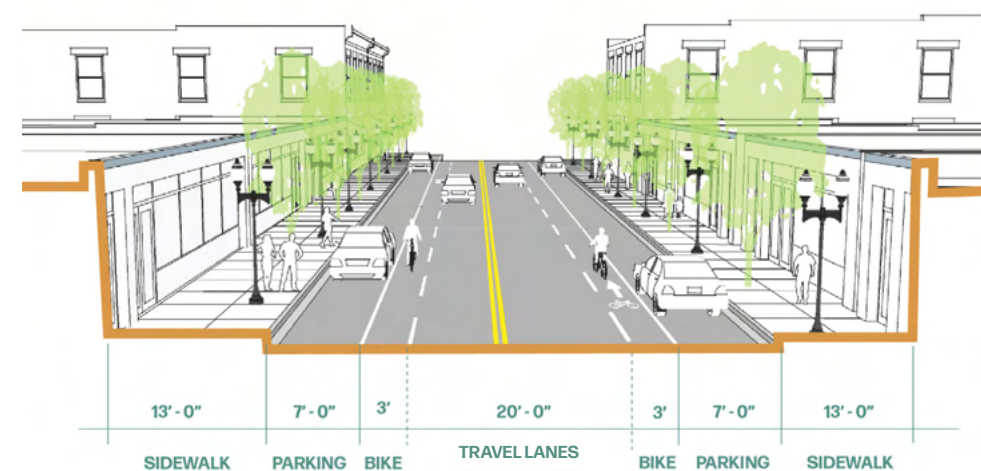 13' - 0" 7' - 0" 3' 20' - 0" 3' 7' - 0" 13' - 0"
SIDEWALK PARKING BIKE TRAVEL LANES BIKE PARKING SIDEWALK